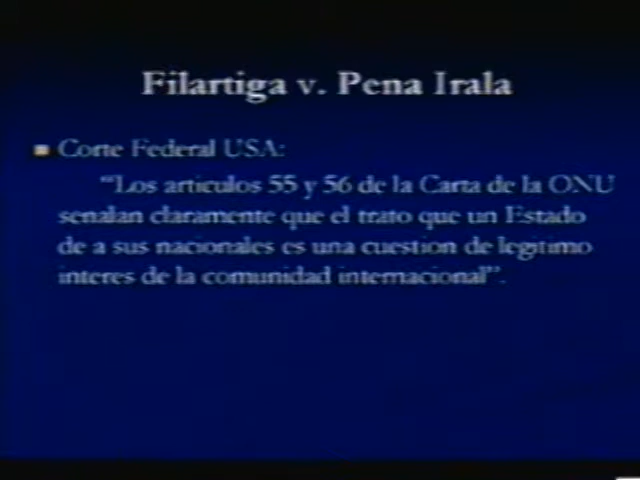 Filartiga v. Pena Irala
Corte Federal USA:
"Los articulos 55 y 56 de la Carta de la ONU
senalan claramente que el trato que un Estado
de a sus nacionales es una cuestion de legitimo
interes de la comunidad internacional".